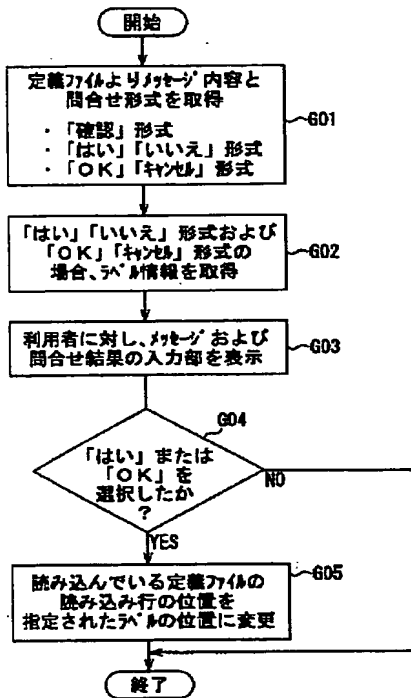 開始
定義ファイルよりメッセージ内容と
問合せ形式を取得
・「確認」形式
・「はい」「いいえ」形式
・「OK」「キャンセル」形式
G01
「はい」「いいえ」形式および
「OK」「キャンセル」形式の
場合、ラベル情報を取得
G02
利用者に対し、メッセージおよび
問合せ結果の入力部を表示
G03
G04
「はい」または
「OK」を
選択したか
?
NO
YES
読み込んでいる定義ファイルの
読み込み行の位置を
指定されたラベルの位置に変更
G05
終了